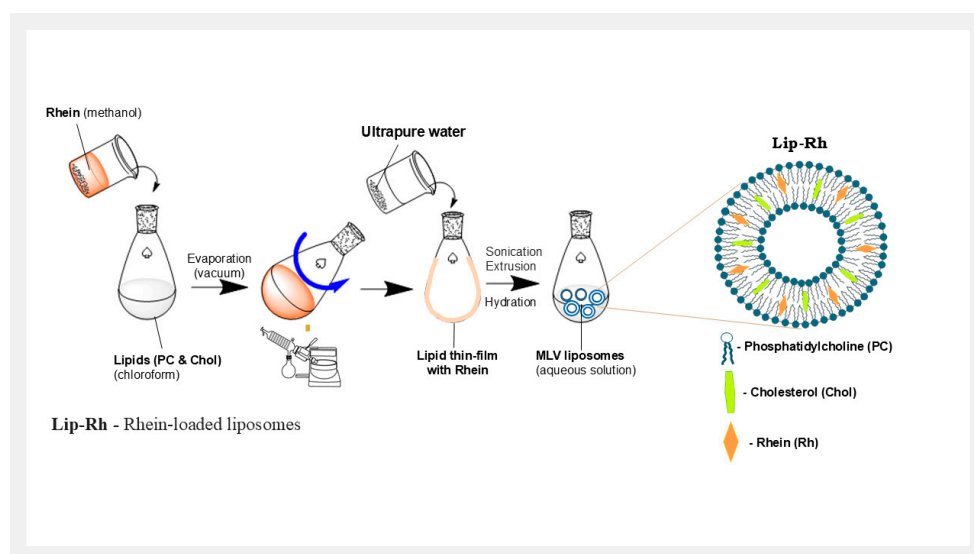 Rhein (methanol)
Ultrapure water
Lip-Rh
Evaporation
(vacuum)
Sonication
Extrusion
Hydration
Lipids (PC & Chol)
(chloroform)
Lipid thin-film
with Rhein
MLV liposomes
(aqueous solution)
- Phosphatidylcholine (PC)
- Cholesterol (Chol)
- Rhein (Rh)
Lip-Rh - Rhein-loaded liposomes